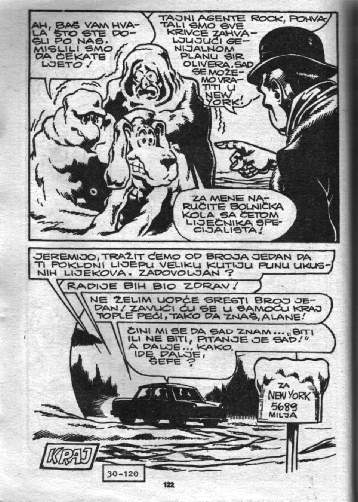 AH, BAŠ VAM HVA-
LA ŠTO STE DO-
ŠLI PO NAS.
MISLILI SMO
DA ČEKATE
LJETO!
TAJNI AGENTE ROCK, POHVA-
TALI SMO SVE
KRIVCE ZAHVA-
LJUJUĆI GE-
NIJALNOM
PLANU SIR
OLIVERA. SAD
SE MOŽE-
MO VRA-
TITI U
NEW
YORK!
ZA MENE NA-
RUČITE BOLNIČKA
KOLA SA ČETOM
LIJEČNIKA SPE-
CIJALISTA!
JEREMIJO, TRAŽIT ĆEMO OD BROJA JEDAN DA
TI POKLONI LIJEPU VELIKU KUTIJU PUNU UKUS-
NIH LIJEKOVA. ZADOVOLJAN?
RADIJE BIH BIO ZDRAV!
NE ŽELIM UOPĆE SRESTI BROJ JE-
DAN! ZAVUĆI ĆU SE U SAMOĆU KRAJ
TOPLE PEĆI, TAKO DA ZNAŠ, ALANE!
ČINI MI SE DA SAD ZNAM... „BITI
ILI NE BITI, PITANJE JE SAD!"
A DALJE... KAKO
IDE DALJE,
ŠEFE?
ZA
NEW YORK
5689
MILJA
KRAJ
30-120
122